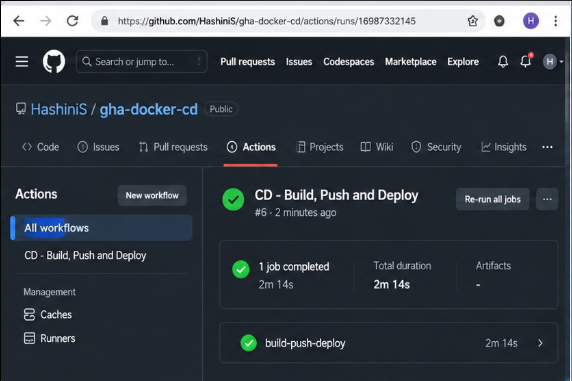 https://github.com/HashiniS/gha-docker-cd/actions/runs/16987332145
H
Search or jump to...
/
Pull requests Issues Codespaces Marketplace Explore
H
HashiniS / gha-docker-cd Public
Code Issues Pull requests Actions Projects Wiki Security Insights
Actions
New workflow
All workflows
CD - Build, Push and Deploy
Management
Caches
Runners
CD - Build, Push and Deploy
#6 · 2 minutes ago
Re-run all jobs
1 job completed Total duration Artifacts
2m 14s 2m 14s -
build-push-deploy 2m 14s